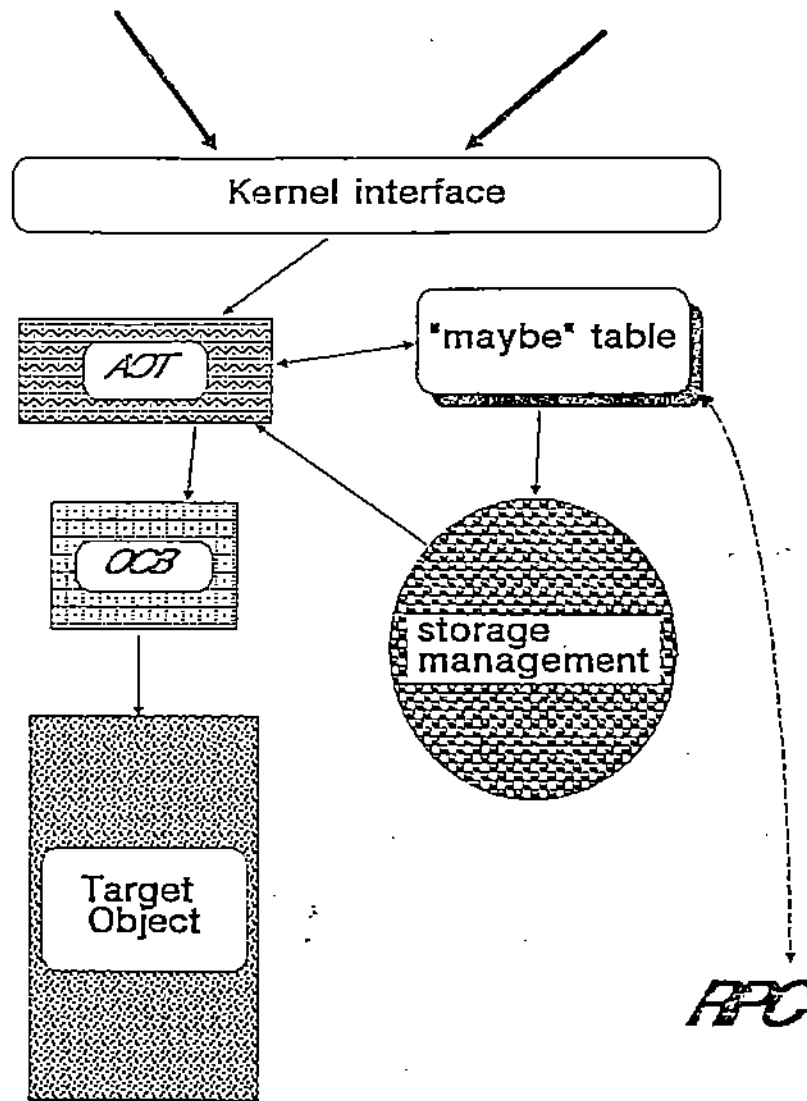 Kernel interface
AOT
"maybe" table
OCB
storage
management
Target
Object
RPC